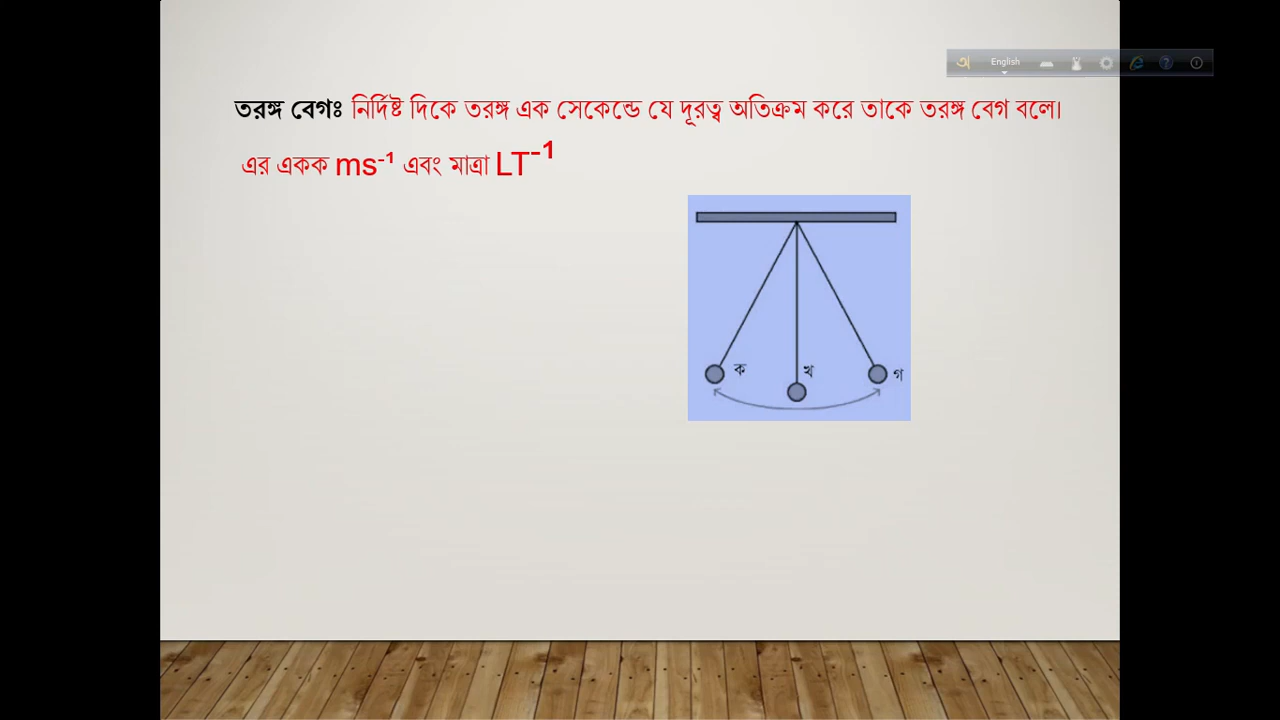 English
তরঙ্গ বেগঃ নির্দিষ্ট দিকে তরঙ্গ এক সেকেন্ডে যে দূরত্ব অতিক্রম করে তাকে তরঙ্গ বেগ বলে।
এর একক ms⁻¹ এবং মাত্রা LT⁻¹
ক খ গ